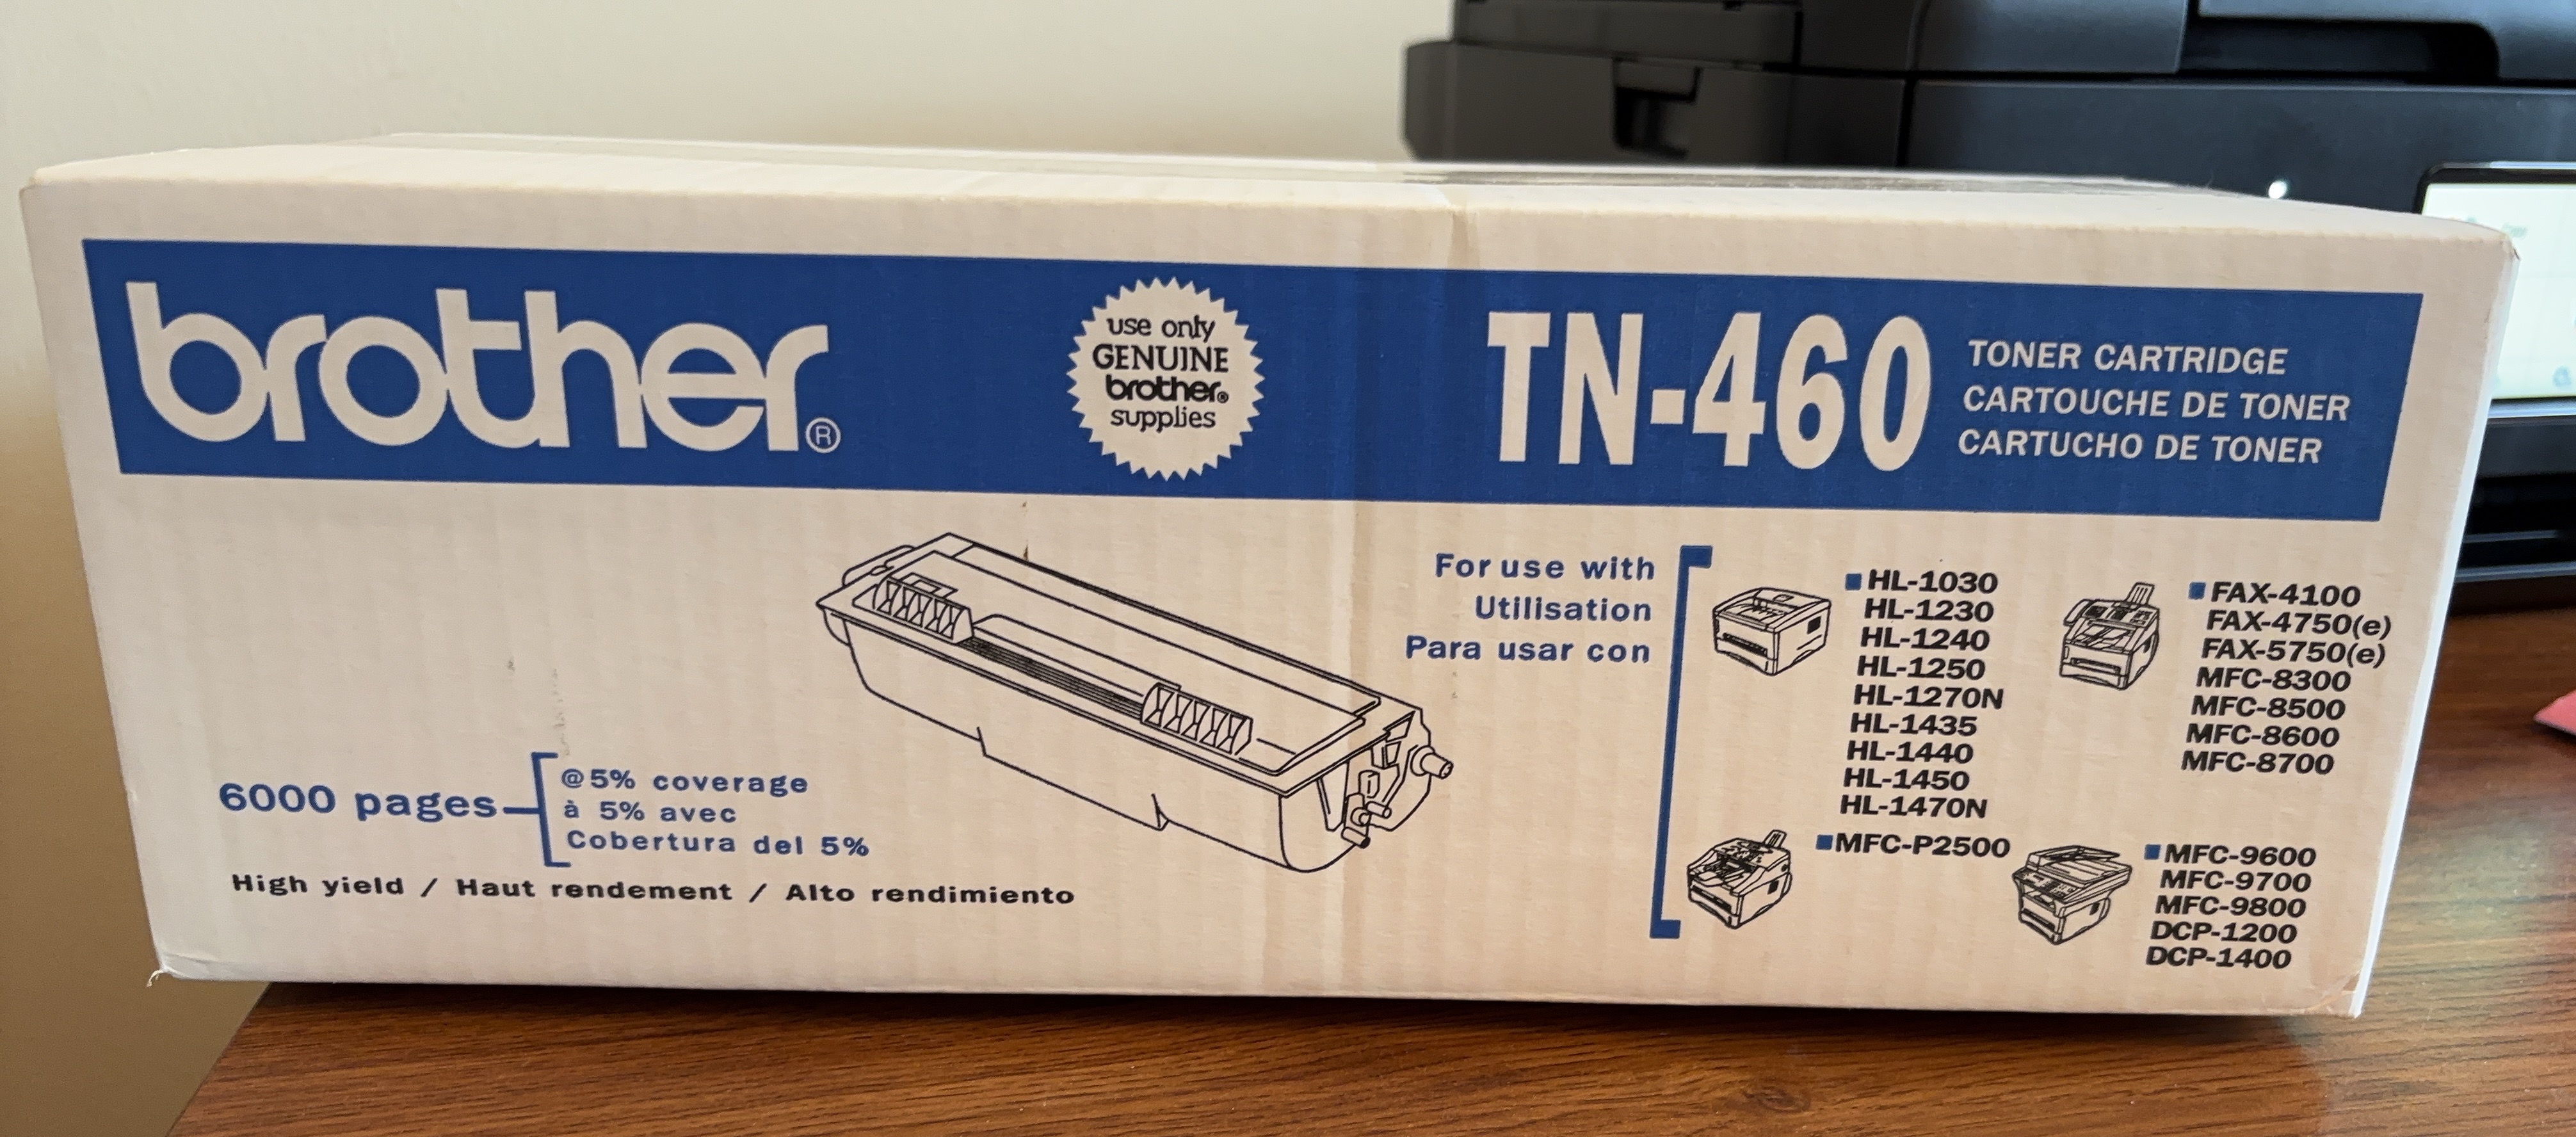 brother®
use only
GENUINE
brother®
supplies
TN-460
TONER CARTRIDGE
CARTOUCHE DE TONER
CARTUCHO DE TONER
For use with
Utilisation
Para usar con
HL-1030
HL-1230
HL-1240
HL-1250
HL-1270N
HL-1435
HL-1440
HL-1450
HL-1470N
FAX-4100
FAX-4750(e)
FAX-5750(e)
MFC-8300
MFC-8500
MFC-8600
MFC-8700
MFC-P2500
MFC-9600
MFC-9700
MFC-9800
DCP-1200
DCP-1400
6000 pages
@5% coverage
à 5% avec
Cobertura del 5%
High yield / Haut rendement / Alto rendimiento